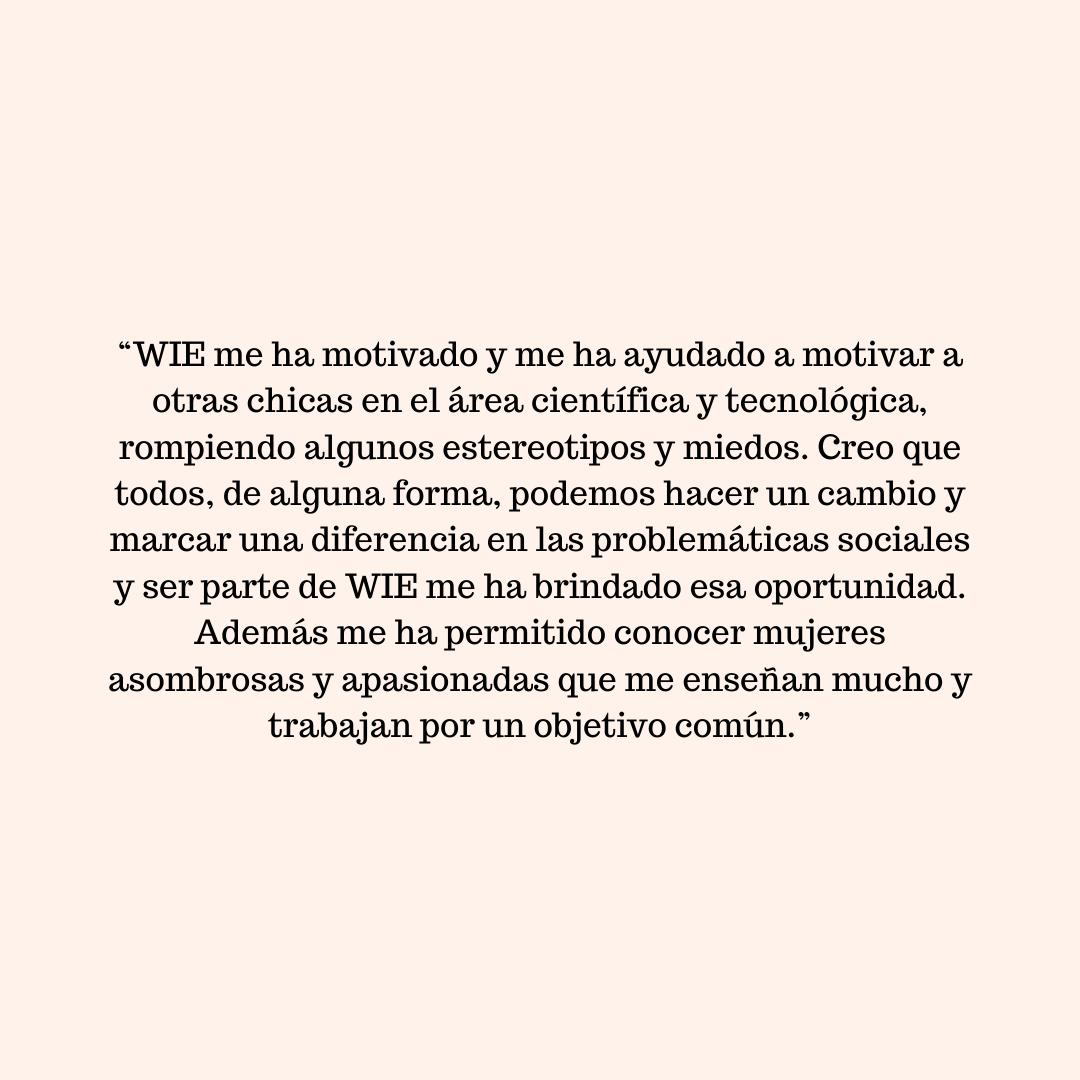 “WIE me ha motivado y me ha ayudado a motivar a
otras chicas en el área científica y tecnológica,
rompiendo algunos estereotipos y miedos. Creo que
todos, de alguna forma, podemos hacer un cambio y
marcar una diferencia en las problemáticas sociales
y ser parte de WIE me ha brindado esa oportunidad.
Además me ha permitido conocer mujeres
asombrosas y apasionadas que me enseñan mucho y
trabajan por un objetivo común.”